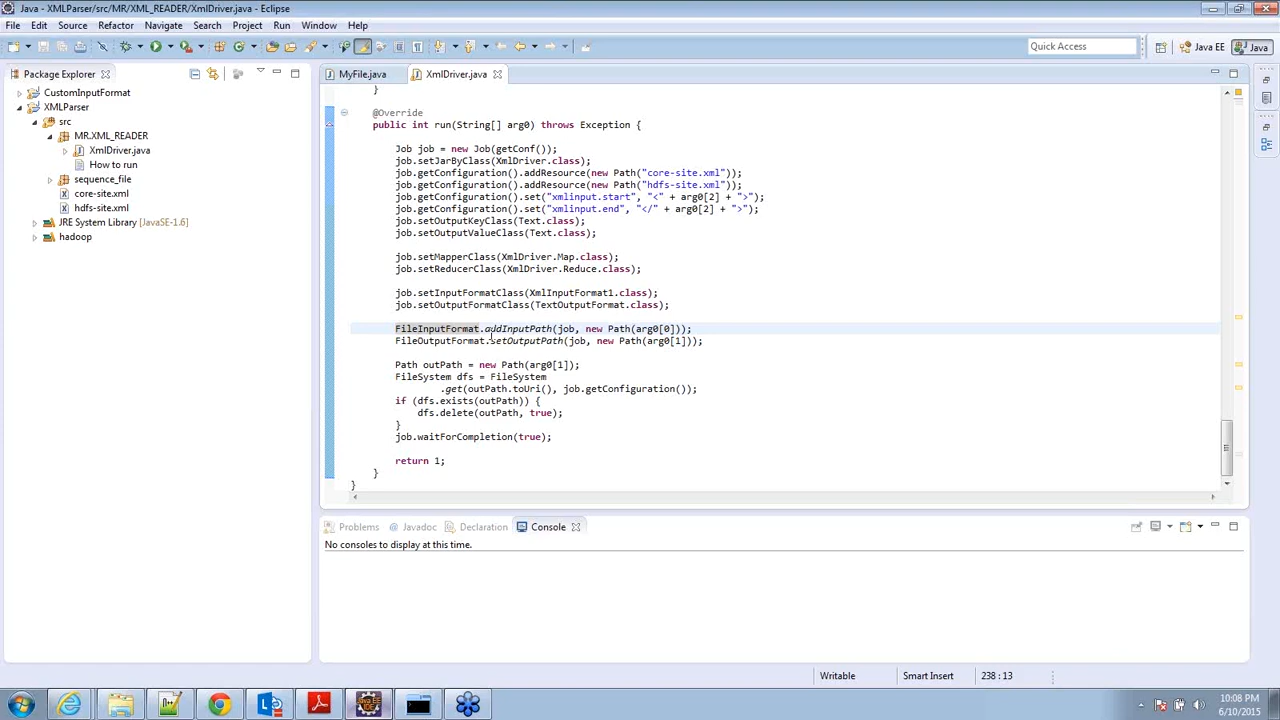 Java - XMLParser/src/MR/XML_READER/XmlDriver.java - Eclipse
File Edit Source Refactor Navigate Search Project Run Window Help
Quick Access
Java EE
Java
Package Explorer
CustomInputFormat
XMLParser
src
MR.XML_READER
XmlDriver.java
How to run
sequence_file
core-site.xml
hdfs-site.xml
JRE System Library [JavaSE-1.6]
hadoop
MyFile.java
XmlDriver.java
}
@Override
public int run(String[] arg0) throws Exception {
Job job = new Job(getConf());
job.setJarByClass(XmlDriver.class);
job.getConfiguration().addResource(new Path("core-site.xml"));
job.getConfiguration().addResource(new Path("hdfs-site.xml"));
job.getConfiguration().set("xmlinput.start", "<" + arg0[2] + ">");
job.getConfiguration().set("xmlinput.end", "</" + arg0[2] + ">");
job.setOutputKeyClass(Text.class);
job.setOutputValueClass(Text.class);
job.setMapperClass(XmlDriver.Map.class);
job.setReducerClass(XmlDriver.Reduce.class);
job.setInputFormatClass(XmlInputFormat1.class);
job.setOutputFormatClass(TextOutputFormat.class);
FileInputFormat.addInputPath(job, new Path(arg0[0]));
FileOutputFormat.setOutputPath(job, new Path(arg0[1]));
Path outPath = new Path(arg0[1]);
FileSystem dfs = FileSystem
.get(outPath.toUri(), job.getConfiguration());
if (dfs.exists(outPath)) {
dfs.delete(outPath, true);
}
job.waitForCompletion(true);
return 1;
}
}
Problems Javadoc Declaration Console
No consoles to display at this time.
Writable Smart Insert 238 : 13
10:08 PM
6/10/2015